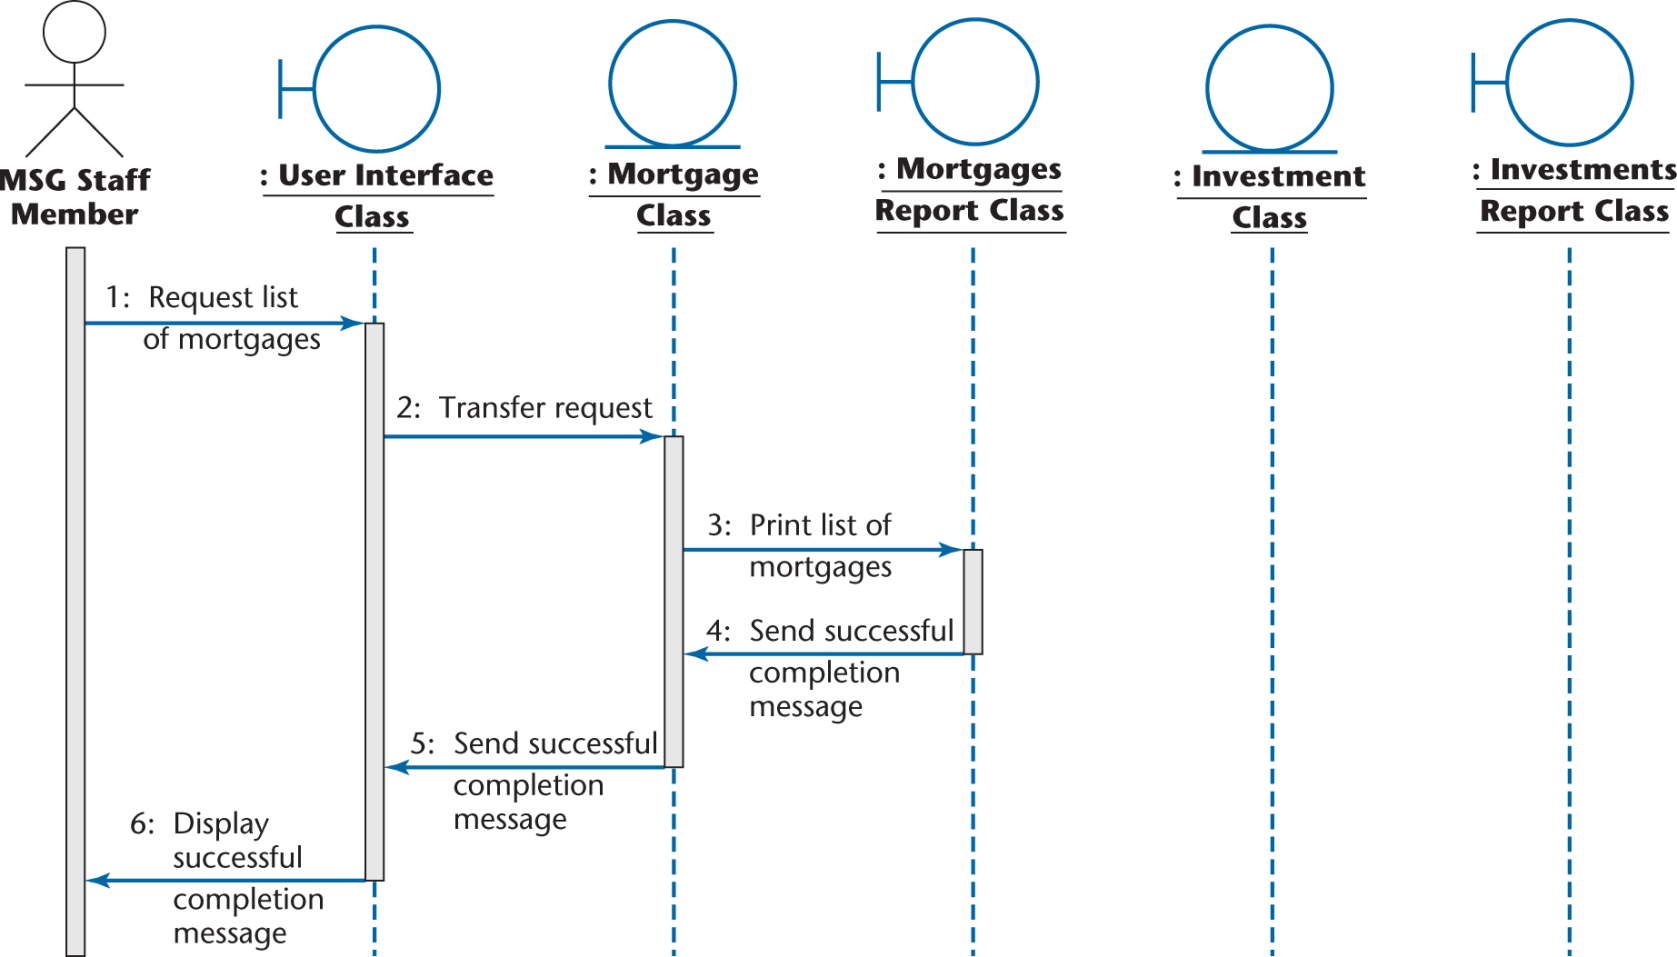 MSG Staff
Member
: User Interface
Class
: Mortgage
Class
: Mortgages
Report Class
: Investment
Class
: Investments
Report Class
1: Request list
of mortgages
2: Transfer request
3: Print list of
mortgages
4: Send successful
completion
message
5: Send successful
completion
message
6: Display
successful
completion
message